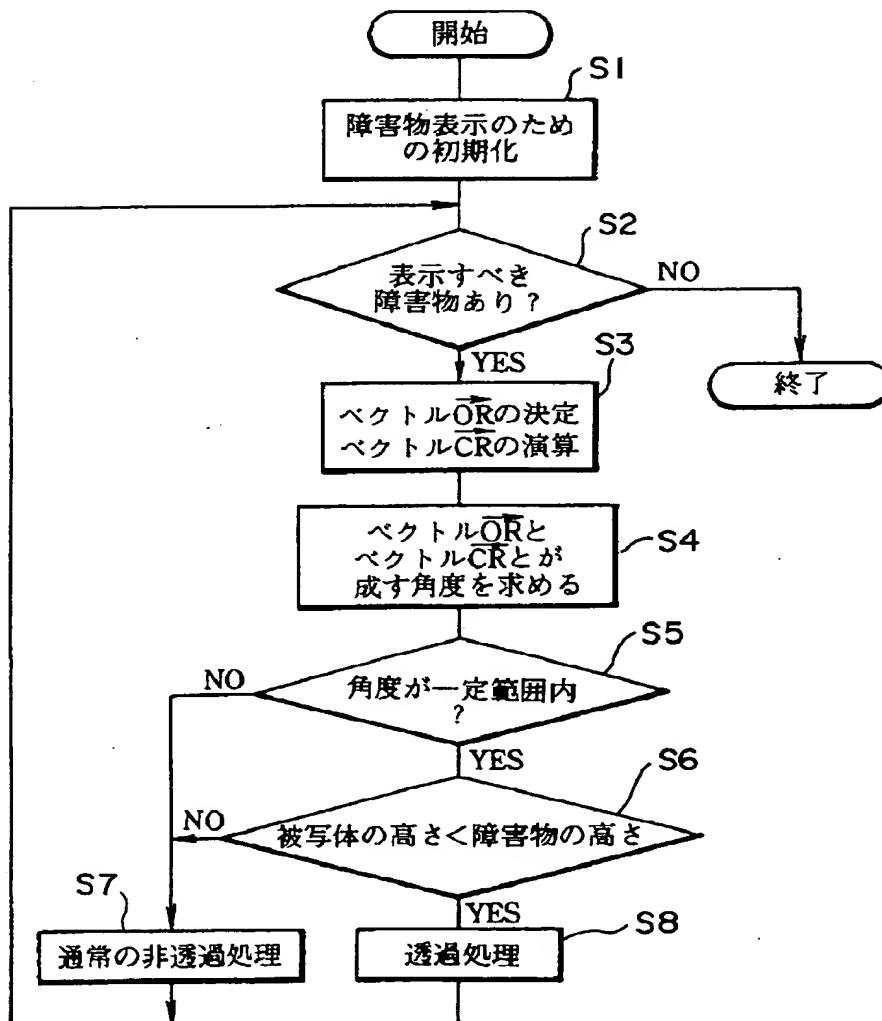 開始
S1
障害物表示のため
の初期化
S2
表示すべき
障害物あり?
NO
YES
S3
終了
ベクトルORの決定
ベクトルCRの演算
ベクトルORと
ベクトルCRとが
成す角度を求める
S4
S5
角度が一定範囲内
?
NO
YES
S6
被写体の高さ<障害物の高さ
NO
YES
S7
通常の非透過処理
S8
透過処理